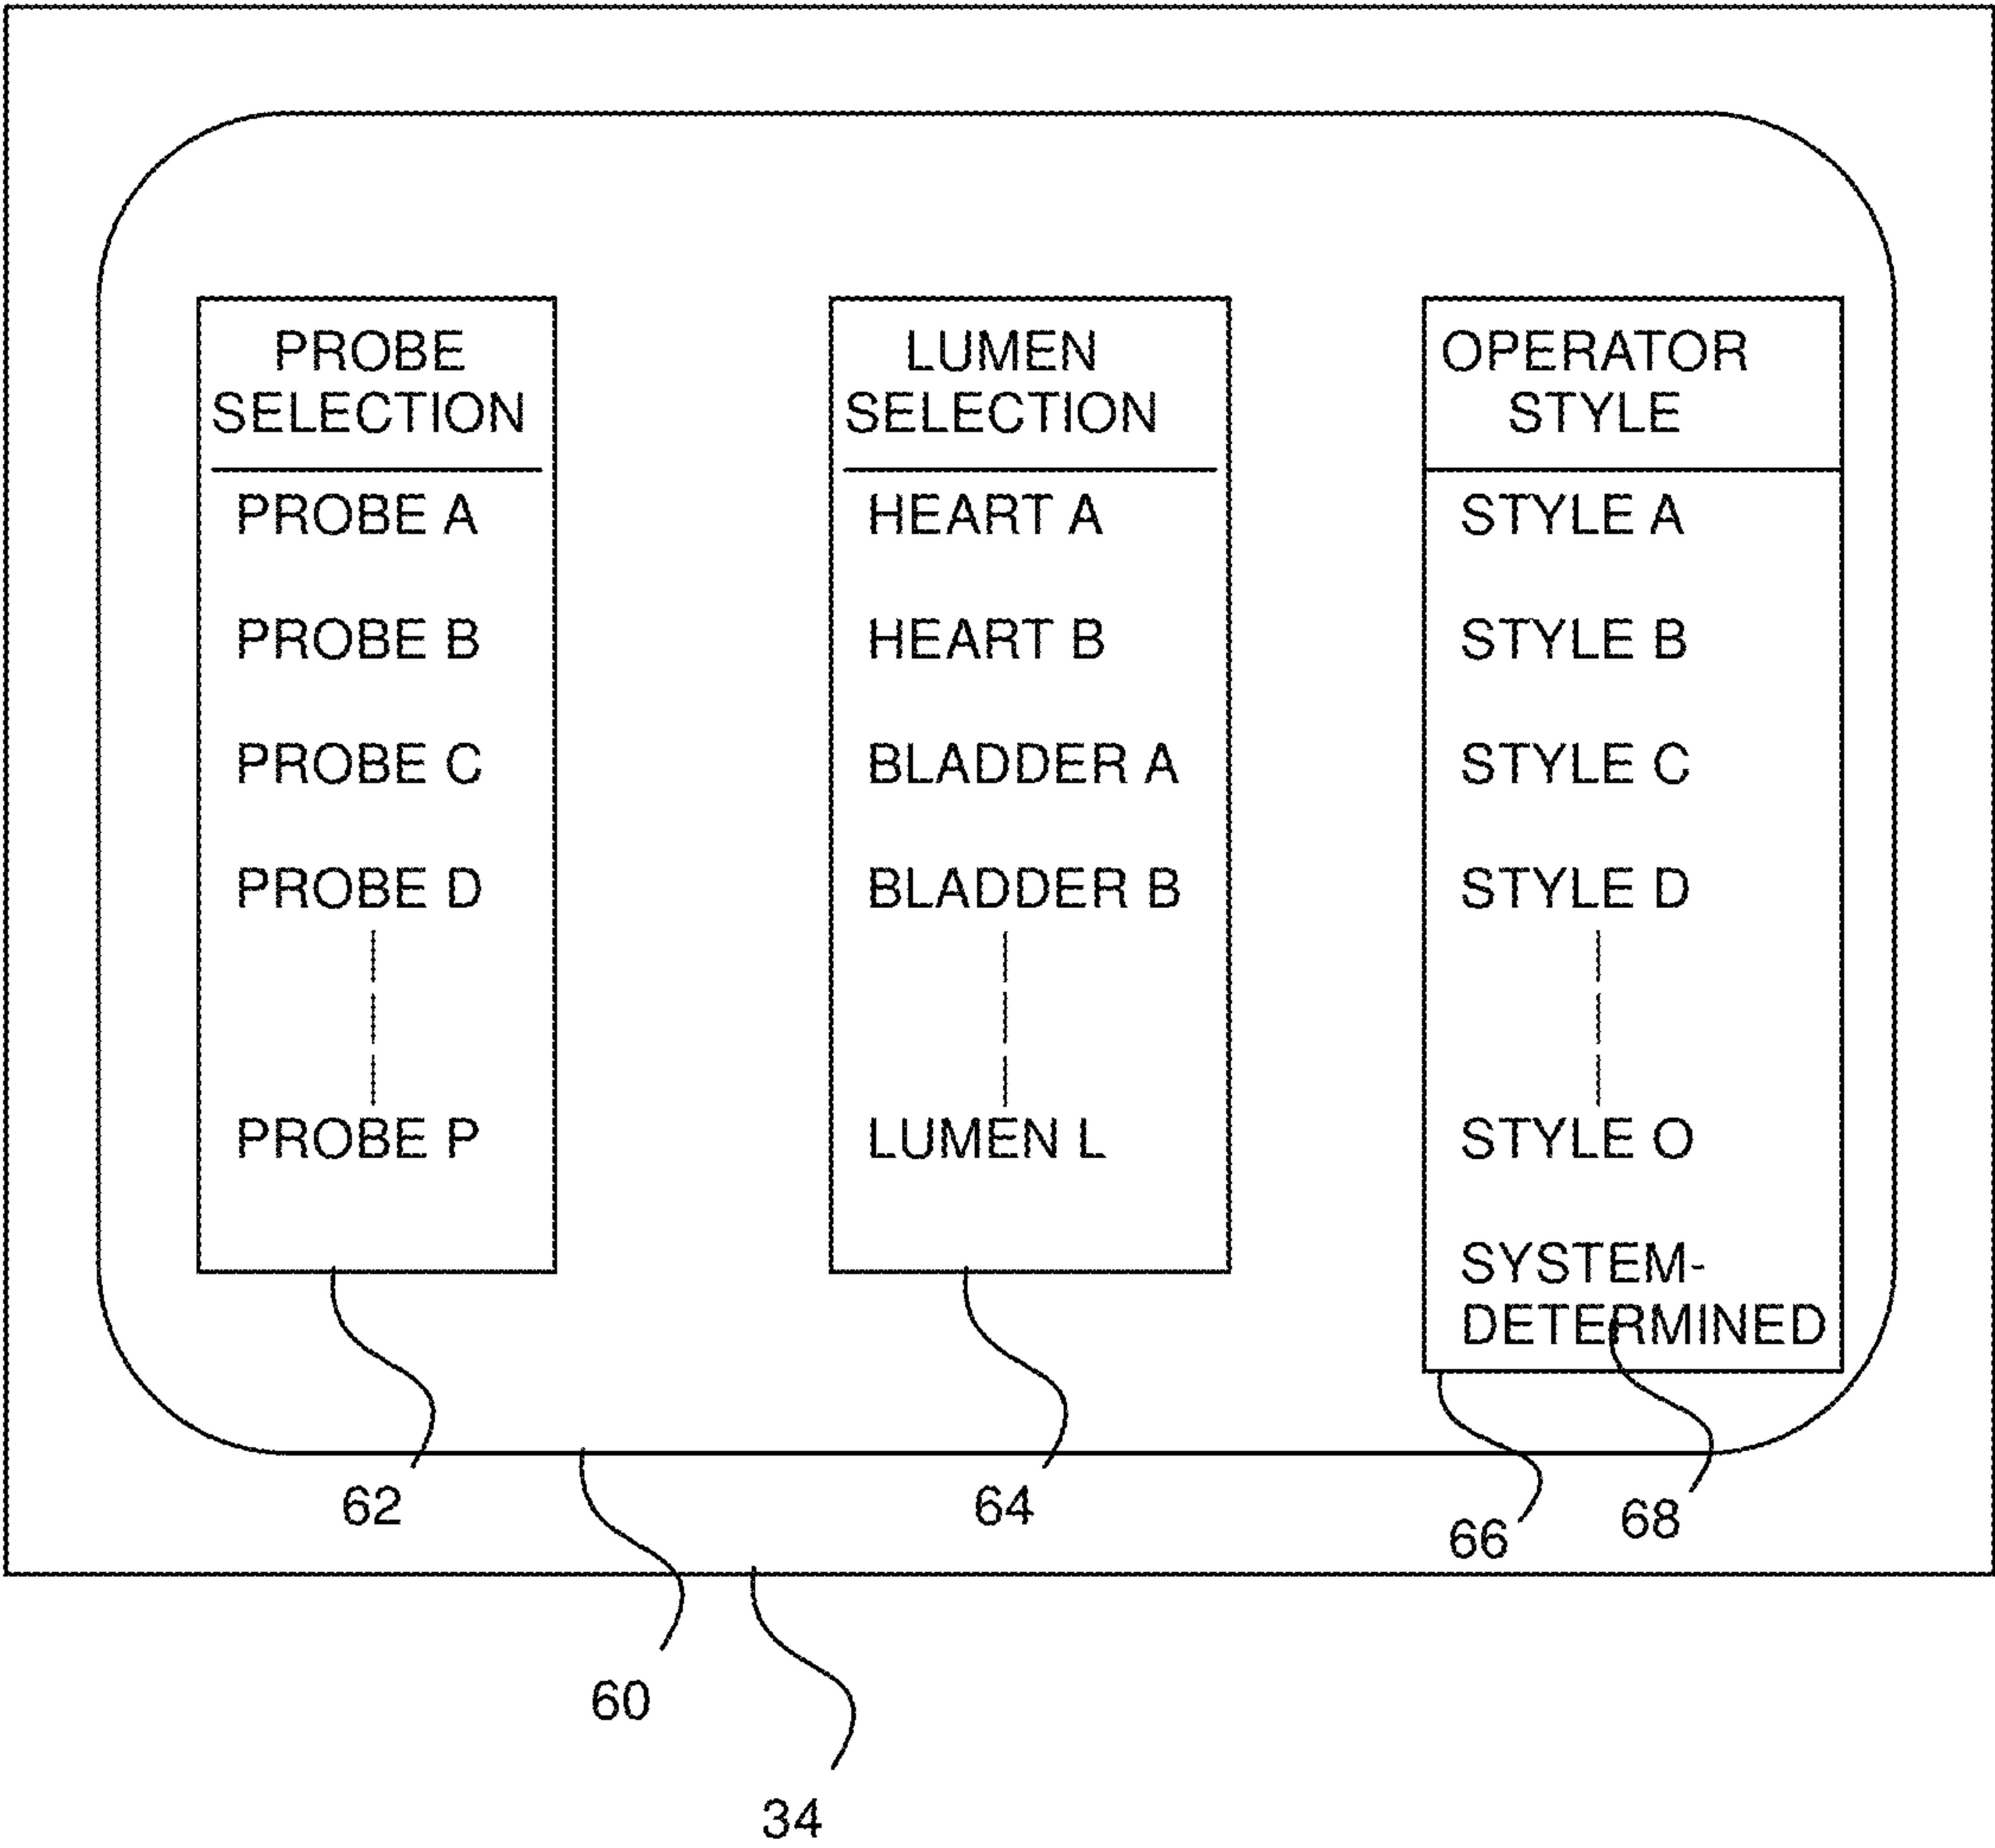 PROBE
SELECTION
PROBE A
PROBE B
PROBE C
PROBE D
PROBE P
LUMEN
SELECTION
HEART A
HEART B
BLADDER A
BLADDER B
LUMEN L
OPERATOR
STYLE
STYLE A
STYLE B
STYLE C
STYLE D
STYLE O
SYSTEM-
DETERMINED
62
64
66
68
60
34